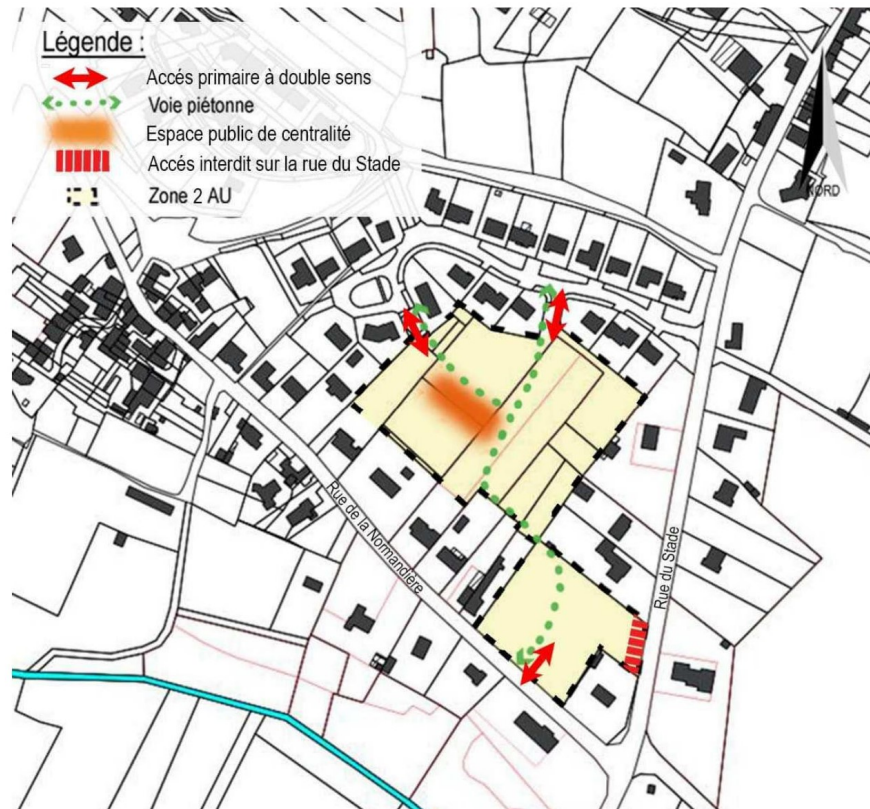 Légende :
Accés primaire à double sens
Voie piétonne
Espace public de centralité
Accés interdit sur la rue du Stade
Zone 2 AU
NORD
Rue de la Normandière
Rue du Stade